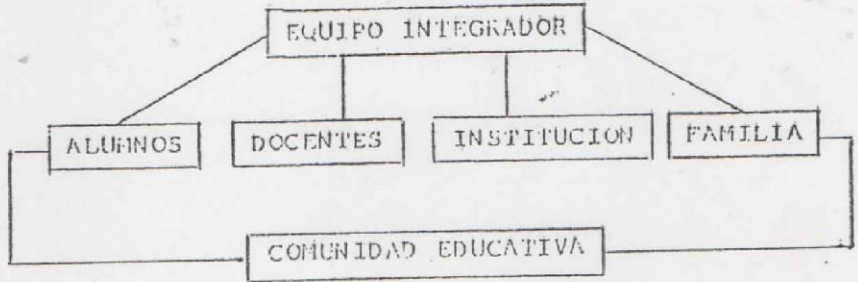 EQUIPO INTEGRADOR
ALUMNOS DOCENTES INSTITUCION FAMILIA
COMUNIDAD EDUCATIVA